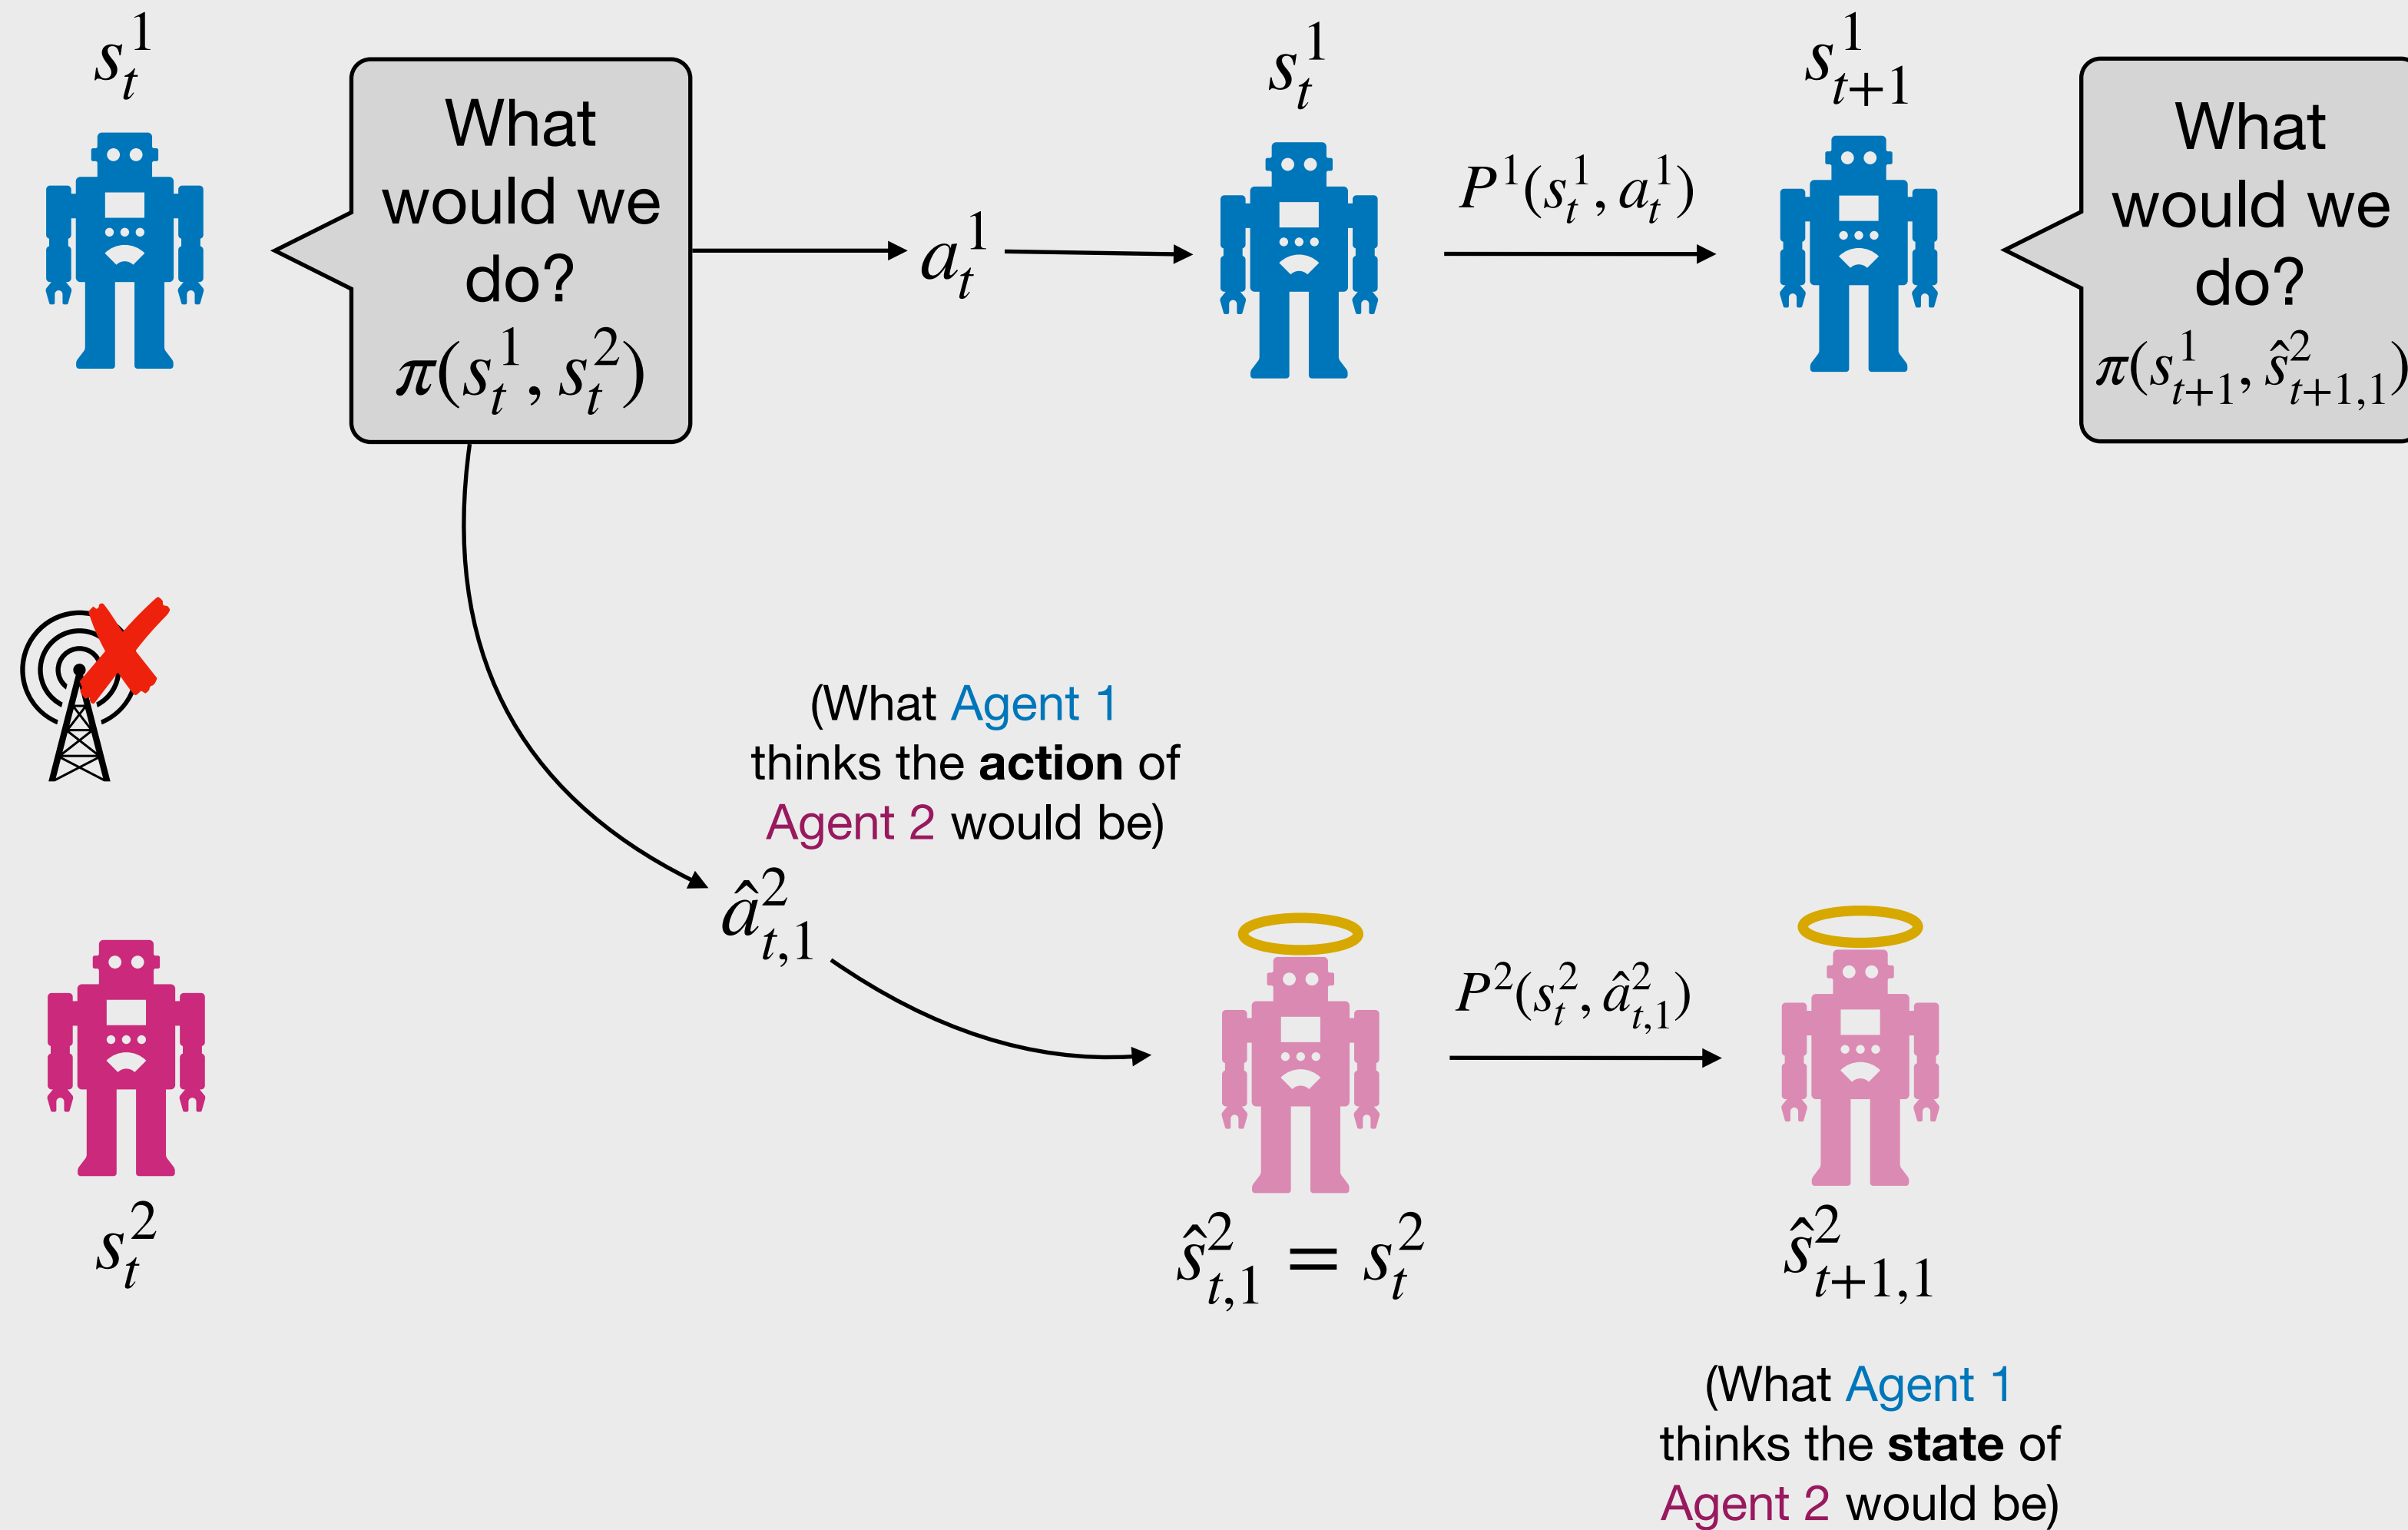 s_t^1
What
would we
do?
π(s_t^1, s_t^2)
a_t^1
s_t^1
P^1(s_t^1, a_t^1)
s_{t+1}^1
What
would we
do?
π(s_{t+1}^1, ŝ_{t+1,1}^2)
(What Agent 1
thinks the action of
Agent 2 would be)
â_{t,1}^2
s_t^2
ŝ_{t,1}^2 = s_t^2
P^2(s_t^2, â_{t,1}^2)
ŝ_{t+1,1}^2
(What Agent 1
thinks the state of
Agent 2 would be)